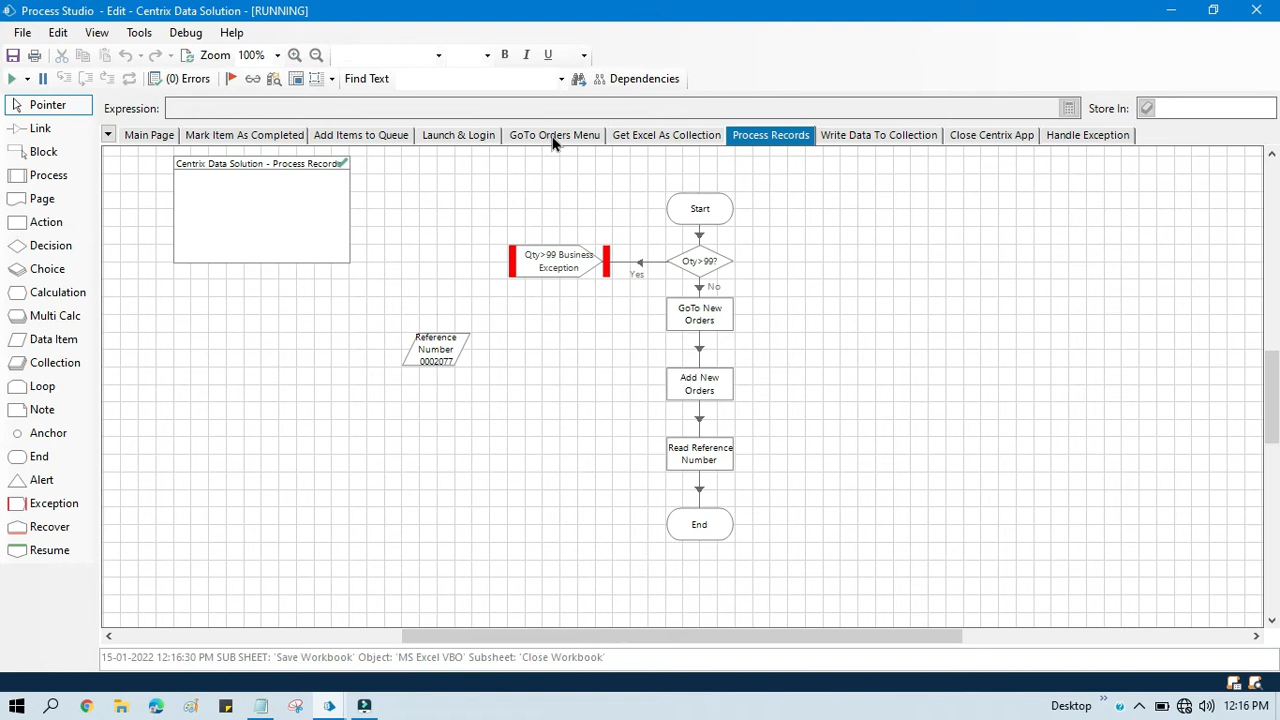 Process Studio - Edit - Centrix Data Solution - [RUNNING]
File Edit View Tools Debug Help
Zoom 100% B I U
(0) Errors Find Text Dependencies
Expression: Store In:
Pointer
Link
Block
Process
Page
Action
Decision
Choice
Calculation
Multi Calc
Data Item
Collection
Loop
Note
Anchor
End
Alert
Exception
Recover
Resume
Main Page Mark Item As Completed Add Items to Queue Launch & Login GoTo Orders Menu Get Excel As Collection Process Records Write Data To Collection Close Centrix App Handle Exception
Centrix Data Solution - Process Records
Start
Qty>99 Business
Exception
Yes
Qty>99?
No
GoTo New
Orders
Reference
Number
0002077
Add New
Orders
Read Reference
Number
End
15-01-2022 12:16:30 PM SUB SHEET: 'Save Workbook' Object: 'MS Excel VBO' Subsheet: 'Close Workbook'
Desktop 12:16 PM